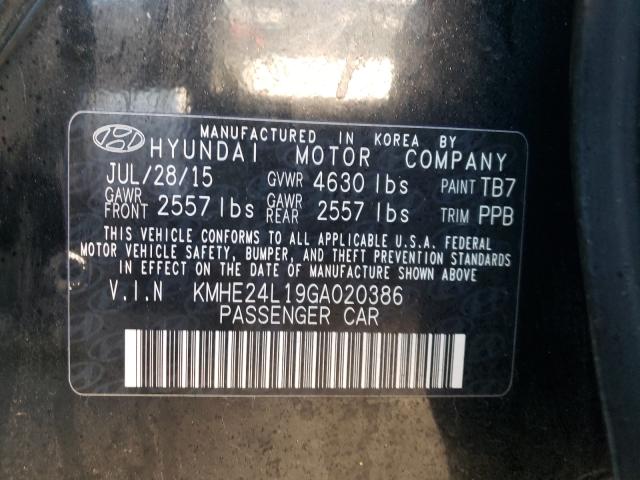 MANUFACTURED IN KOREA BY
HYUNDAI MOTOR COMPANY
JUL/28/15 GVWR 4630 lbs PAINT TB7
GAWR FRONT 2557 lbs GAWR REAR 2557 lbs TRIM PPB
THIS VEHICLE CONFORMS TO ALL APPLICABLE U.S.A. FEDERAL
MOTOR VEHICLE SAFETY, BUMPER, AND THEFT PREVENTION STANDARDS
IN EFFECT ON THE DATE OF MANUFACTURE SHOWN ABOVE.
V.I.N KMHE24L19GA020386
PASSENGER CAR